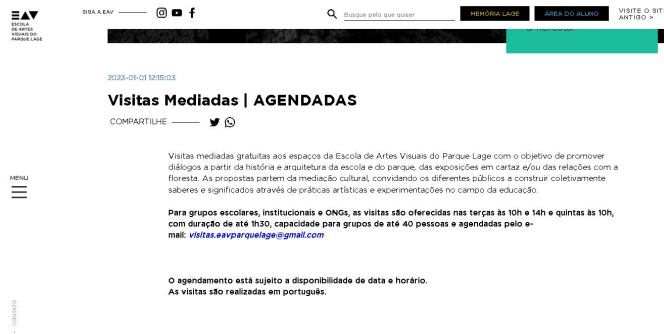 EAV
ESCOLA
DE ARTES
VISUAIS DO
PARQUE LAGE
SIGA A EAV
Busque pelo que quiser
MEMÓRIA LAGE
ÁREA DO ALUNO
VISITE O SIT
ANTIGO >
2023-01-01 12:15:03
Visitas Mediadas | AGENDADAS
COMPARTILHE
MENU
Visitas mediadas gratuitas aos espaços da Escola de Artes Visuais do Parque Lage com o objetivo de promover
diálogos a partir da história e arquitetura da escola e do parque, das exposições em cartaz e/ou das relações com a
floresta. As propostas partem da mediação cultural, convidando os diferentes públicos a construir coletivamente
saberes e significados através de práticas artísticas e experimentações no campo da educação.
Para grupos escolares, institucionais e ONGs, as visitas são oferecidas nas terças às 10h e 14h e quintas às 10h,
com duração de até 1h30, capacidade para grupos de até 40 pessoas e agendadas pelo e-
mail: visitas.eavparquelage@gmail.com
O agendamento está sujeito a disponibilidade de data e horário.
As visitas são realizadas em português.
CONTATO